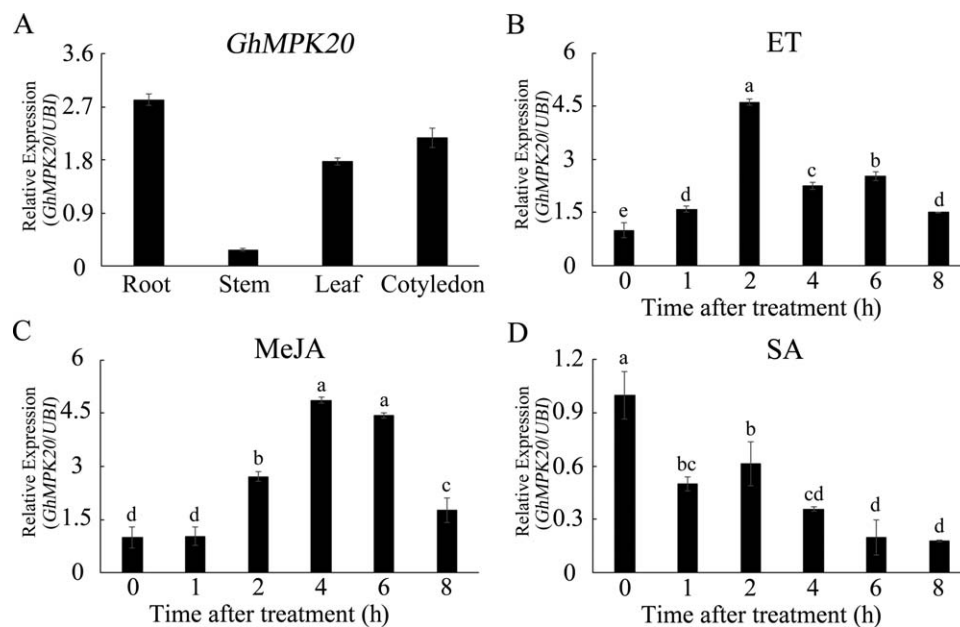 A
GhMPK20
Relative Expression
(GhMPK20/UBI)
3.6
2.7
1.8
0.9
0
Root Stem Leaf Cotyledon
B
ET
Relative Expression
(GhMPK20/UBI)
6
4.5
3
1.5
0
e d a c b d
0 1 2 4 6 8
Time after treatment (h)
C
MeJA
Relative Expression
(GhMPK20/UBI)
6
4.5
3
1.5
0
d d b a a c
0 1 2 4 6 8
Time after treatment (h)
D
SA
Relative Expression
(GhMPK20/UBI)
1.2
0.9
0.6
0.3
0
a bc b cd d d
0 1 2 4 6 8
Time after treatment (h)